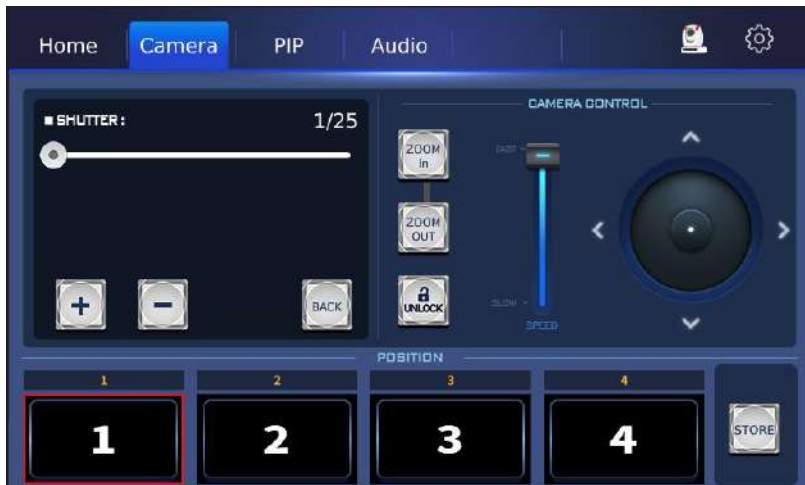 Home Camera PIP Audio
CAMERA CONTROL
SHUTTER: 1/25
ZOOM
In
FAST
ZOOM
OUT
+ - BACK
UNLOCK
SLOW
SPEED
POSITION
1 2 3 4
1 2 3 4
STORE